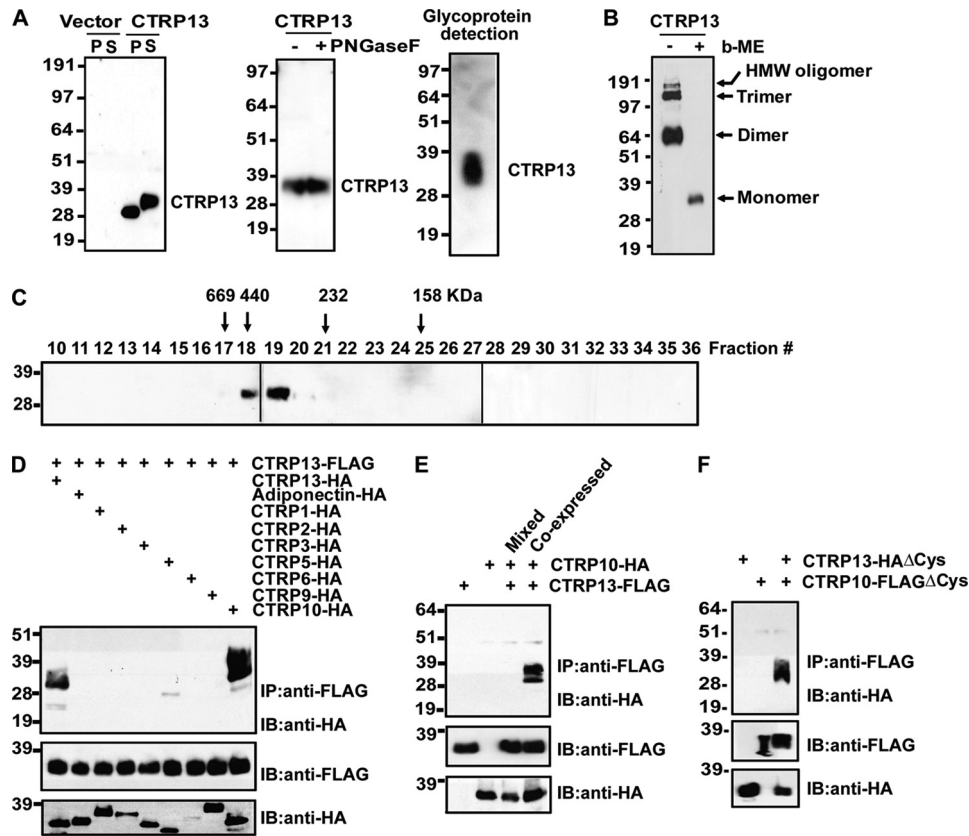 A
Vector CTRP13
P S P S
191
97
64
51
39
28
19
CTRP13
CTRP13
- + PNGaseF
97
64
51
39
28
19
CTRP13
Glycoprotein
detection
97
64
51
39
28
19
CTRP13
B
CTRP13
- + b-ME
191
97
64
51
39
28
19
HMW oligomer
Trimer
Dimer
Monomer
C
669 440 232 158 KDa
10 11 12 13 14 15 16 17 18 19 20 21 22 23 24 25 26 27 28 29 30 31 32 33 34 35 36 Fraction #
39
28
D
+ + + + + + + + + CTRP13-FLAG
+ CTRP13-HA
+ Adiponectin-HA
+ CTRP1-HA
+ CTRP2-HA
+ CTRP3-HA
+ CTRP5-HA
+ CTRP6-HA
+ CTRP9-HA
+ CTRP10-HA
51
39
28
19
IP:anti-FLAG
IB:anti-HA
39
IB:anti-FLAG
39
IB:anti-HA
E
Mixed
Co-expressed
+ + + CTRP10-HA
+ + + CTRP13-FLAG
64
51
39
28
19
IP:anti-FLAG
IB:anti-HA
39
IB:anti-FLAG
39
IB:anti-HA
F
+ + CTRP13-HAΔCys
+ + CTRP10-FLAGΔCys
64
51
39
28
19
IP:anti-FLAG
IB:anti-HA
39
IB:anti-FLAG
39
IB:anti-HA